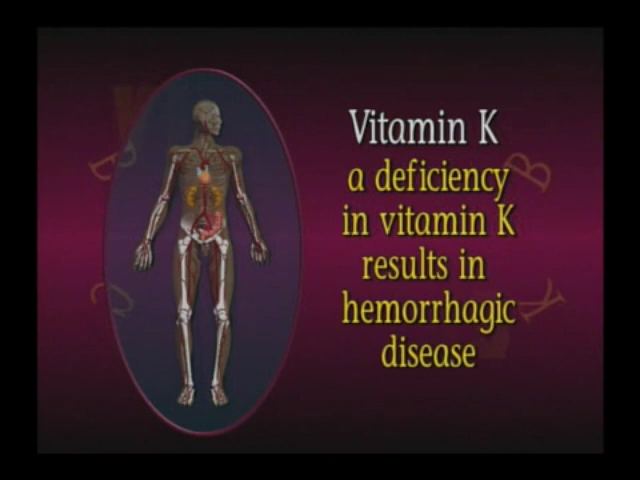 Vitamin K
a deficiency
in vitamin K
results in
hemorrhagic
disease
B
K